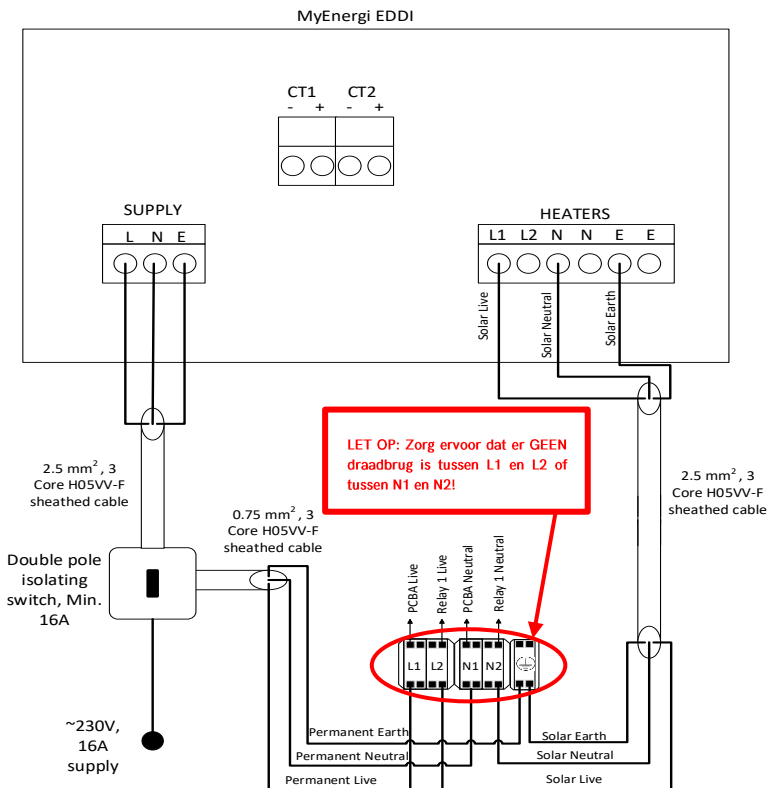 MyEnergi EDDI
CT1 CT2
- + - +
SUPPLY
L N E
HEATERS
L1 L2 N N E E
Solar Live
Solar Neutral
Solar Earth
LET OP: Zorg ervoor dat er GEEN
draadbrug is tussen L1 en L2 of
tussen N1 en N2!
2.5 mm², 3
Core H05VV-F
sheathed cable
2.5 mm², 3
Core H05VV-F
sheathed cable
0.75 mm², 3
Core H05VV-F
sheathed cable
Double pole
isolating
switch, Min.
16A
PCBA Live
Relay 1 Live
PCBA Neutral
Relay 1 Neutral
L1 L2 N1 N2
~230V,
16A
supply
Permanent Earth
Solar Earth
Permanent Neutral
Solar Neutral
Permanent Live
Solar Live